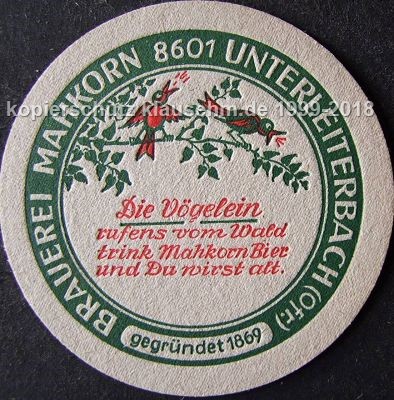 BRAUEREI MAHKORN 8601 UNTERLEITERBACH (Ofr.)
kopierschutz klausehm.de 1999-2018
Die Vögelein
rufens vom Wald
trink Mahkorn Bier
und Du wirst alt.
gegründet 1869